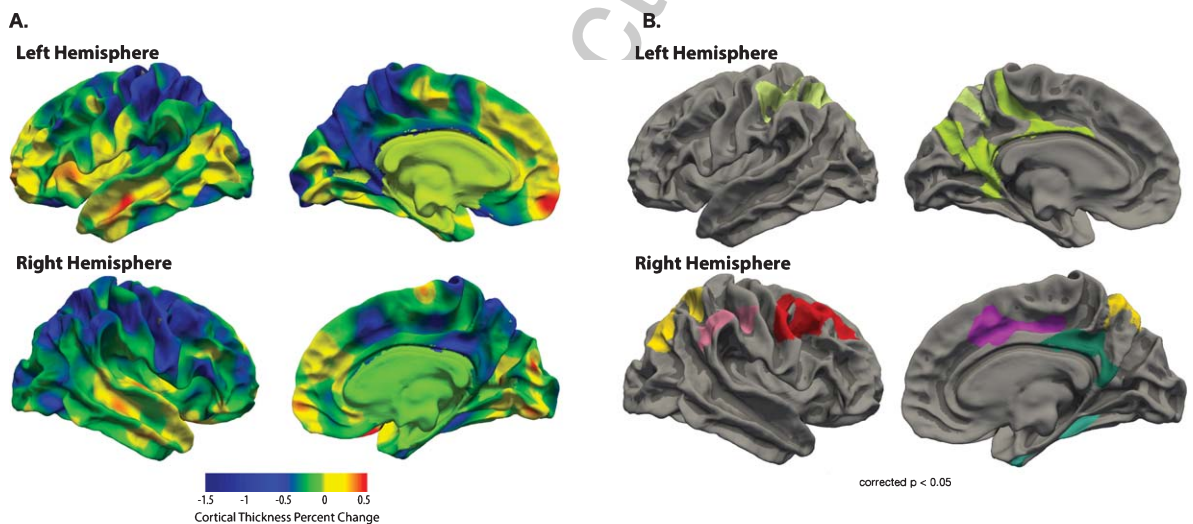 A.
B.
Left Hemisphere
Left Hemisphere
Right Hemisphere
Right Hemisphere
-1.5 -1 -0.5 0 0.5
Cortical Thickness Percent Change
corrected p < 0.05